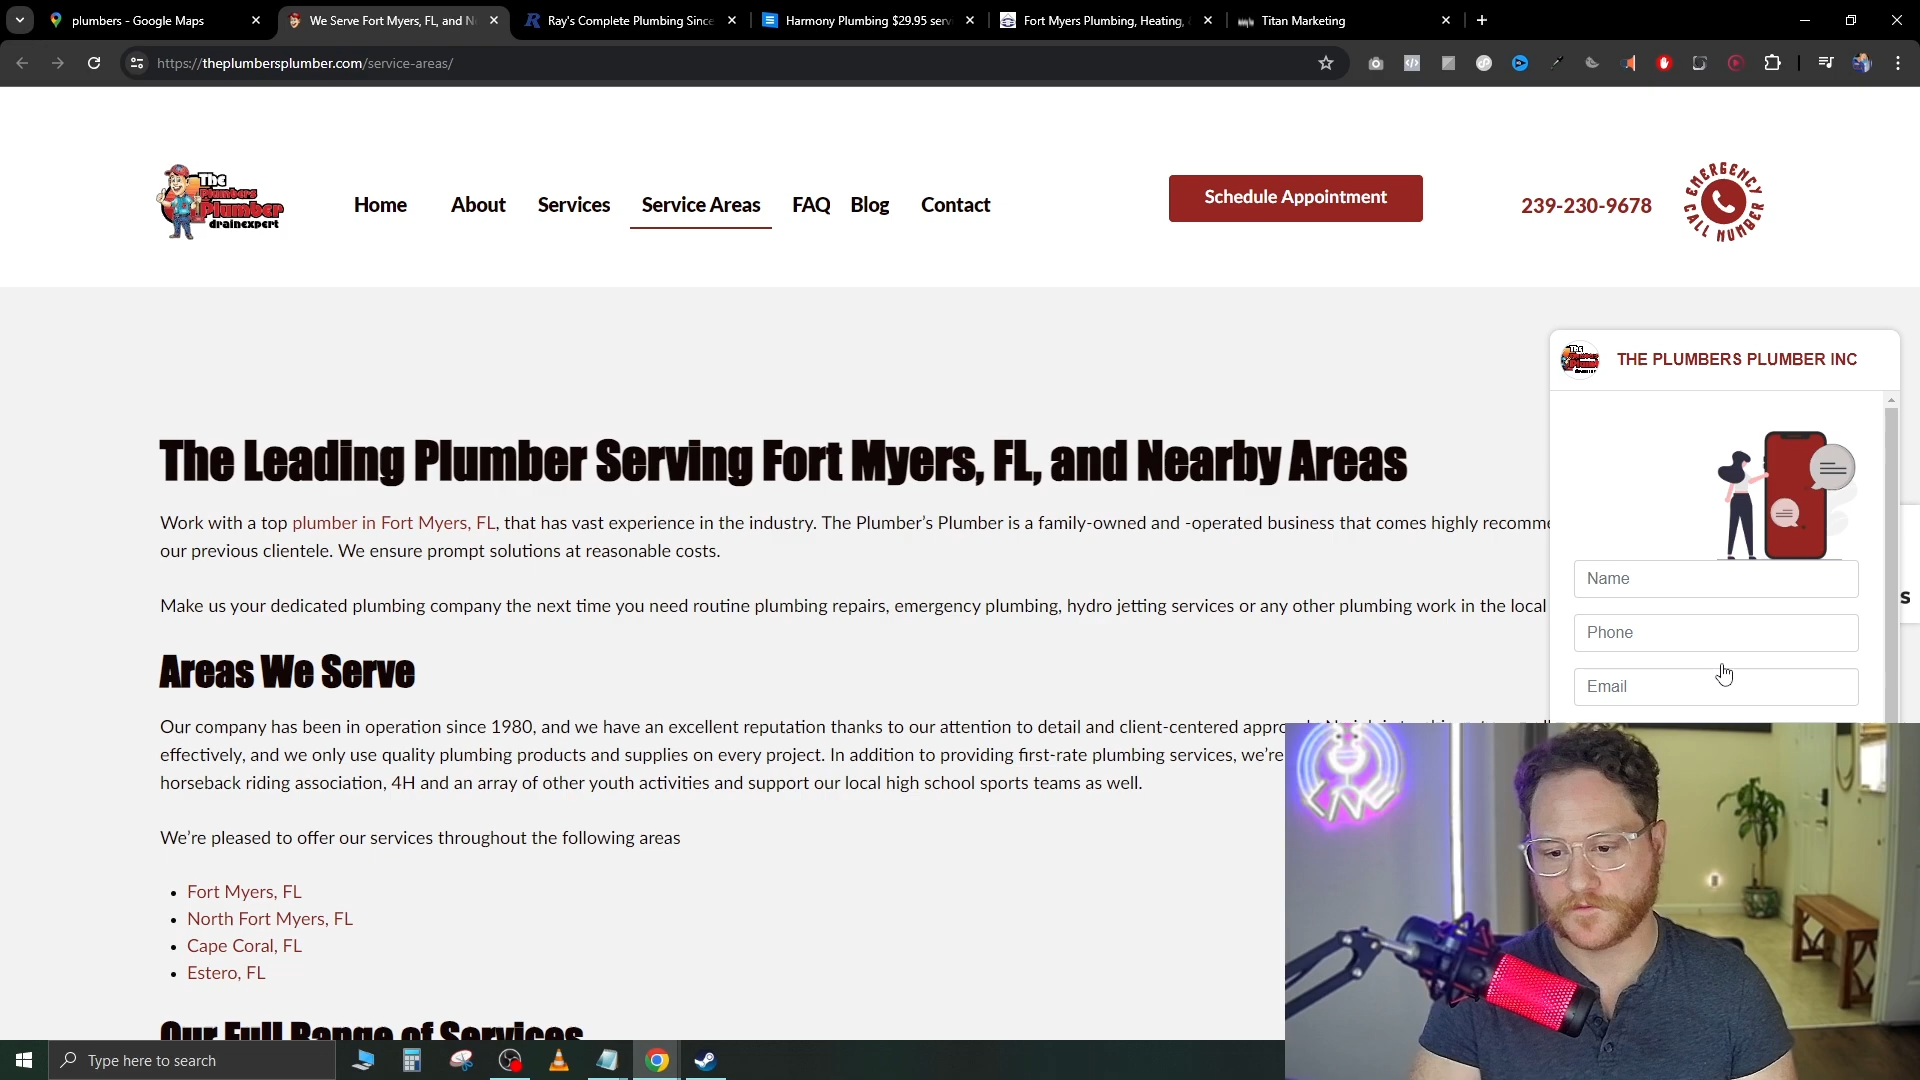 plumbers - Google Maps
We Serve Fort Myers, FL, and N
Ray's Complete Plumbing Since
Harmony Plumbing $29.95 serv
Fort Myers Plumbing, Heating,
Titan Marketing
https://theplumbersplumber.com/service-areas/
The
Plumbers
Plumber
drainexpert
Home
About
Services
Service Areas
FAQ
Blog
Contact
Schedule Appointment
239-230-9678
EMERGENCY
CALL NUMBER
THE PLUMBERS PLUMBER INC
Name
Phone
Email
The Leading Plumber Serving Fort Myers, FL, and Nearby Areas
Work with a top plumber in Fort Myers, FL, that has vast experience in the industry. The Plumber’s Plumber is a family-owned and -operated business that comes highly recomme
our previous clientele. We ensure prompt solutions at reasonable costs.
Make us your dedicated plumbing company the next time you need routine plumbing repairs, emergency plumbing, hydro jetting services or any other plumbing work in the local
s
Areas We Serve
Our company has been in operation since 1980, and we have an excellent reputation thanks to our attention to detail and client-centered appro
effectively, and we only use quality plumbing products and supplies on every project. In addition to providing first-rate plumbing services, we’re
horseback riding association, 4H and an array of other youth activities and support our local high school sports teams as well.
We’re pleased to offer our services throughout the following areas
• Fort Myers, FL
• North Fort Myers, FL
• Cape Coral, FL
• Estero, FL
Our Full Range of Services
Type here to search